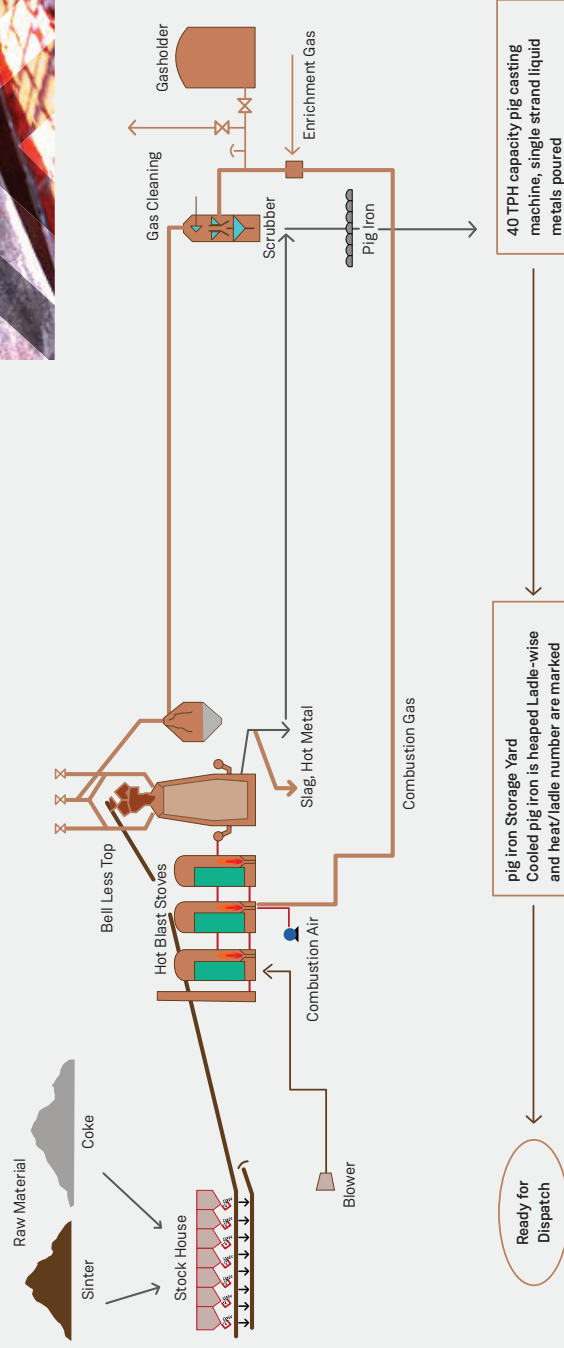 Raw Material
Sinter
Coke
Stock House
Blower
Bell Less Top
Hot Blast Stoves
Combustion Air
Slag, Hot Metal
Combustion Gas
Gas Cleaning
Scrubber
Gasholder
Enrichment Gas
Pig Iron
40 TPH capacity pig casting
machine, single strand liquid
metals poured
pig iron Storage Yard
Cooled pig iron is heaped Ladle-wise
and heat/ladle number are marked
Ready for
Dispatch